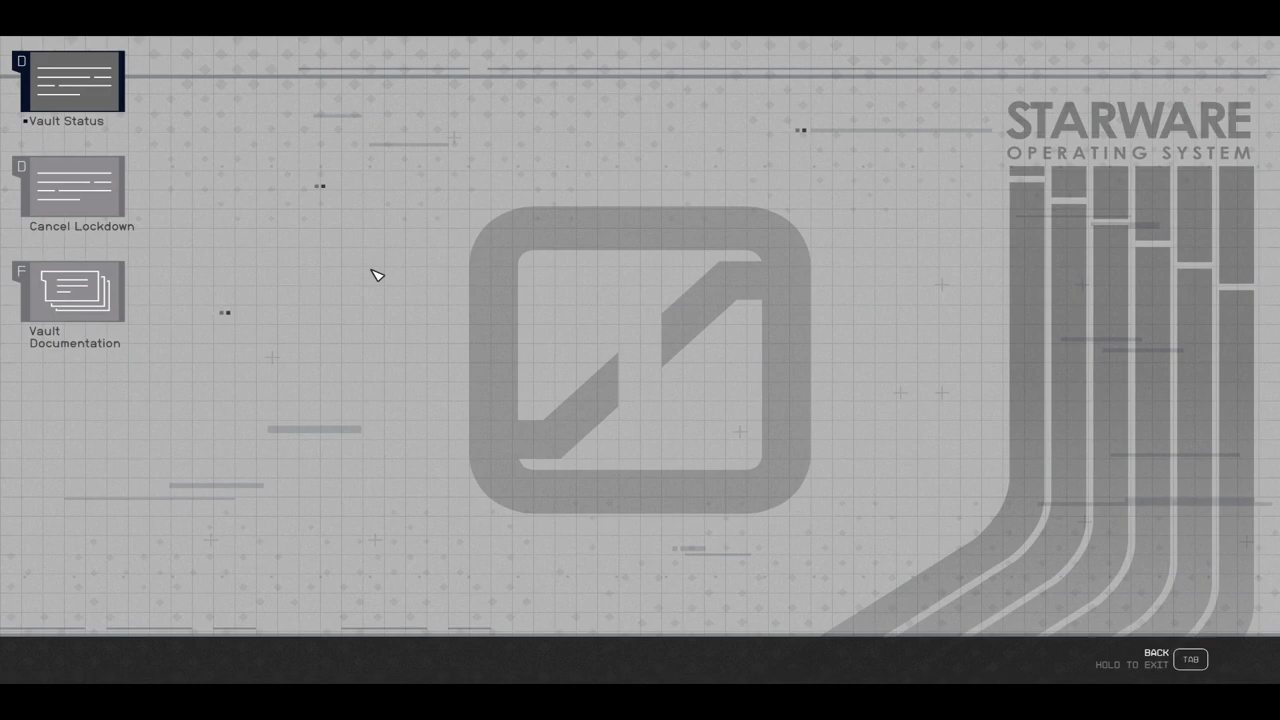 D
Vault Status
D
Cancel Lockdown
F
Vault
Documentation
STARWARE
OPERATING SYSTEM
BACK
HOLD TO EXIT
TAB